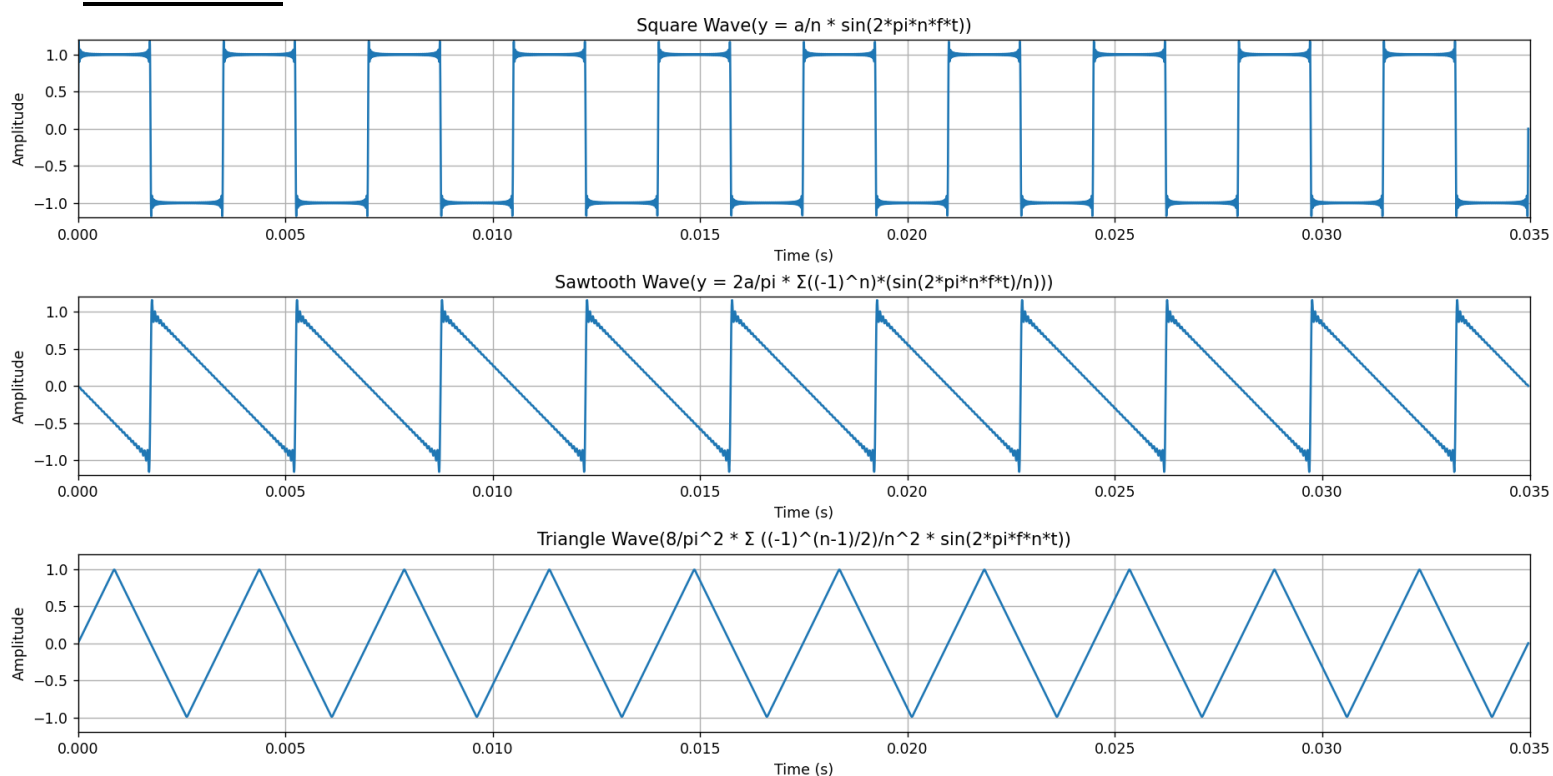 Square Wave(y = a/n * sin(2*pi*n*f*t))
1.0
0.5
0.0
−0.5
−1.0
Amplitude
0.000 0.005 0.010 0.015 0.020 0.025 0.030 0.035
Time (s)
Sawtooth Wave(y = 2a/pi * Σ((-1)^n)*(sin(2*pi*n*f*t)/n)))
1.0
0.5
0.0
−0.5
−1.0
Amplitude
0.000 0.005 0.010 0.015 0.020 0.025 0.030 0.035
Time (s)
Triangle Wave(8/pi^2 * Σ ((-1)^(n-1)/2)/n^2 * sin(2*pi*f*n*t))
1.0
0.5
0.0
−0.5
−1.0
Amplitude
0.000 0.005 0.010 0.015 0.020 0.025 0.030 0.035
Time (s)